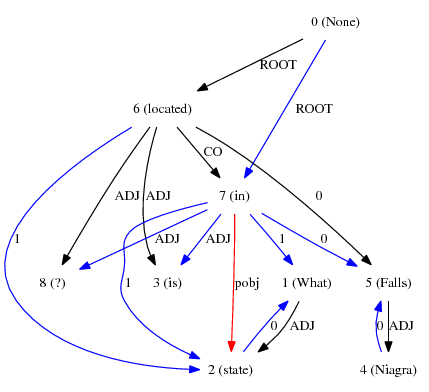 0 (None)
ROOT
6 (located)
ROOT
CO
ADJ ADJ 0
7 (in)
1 ADJ ADJ 1 0
8 (?) 3 (is) 1 pobj 1 (What) 5 (Falls)
0 ADJ 0 ADJ
2 (state) 4 (Niagra)